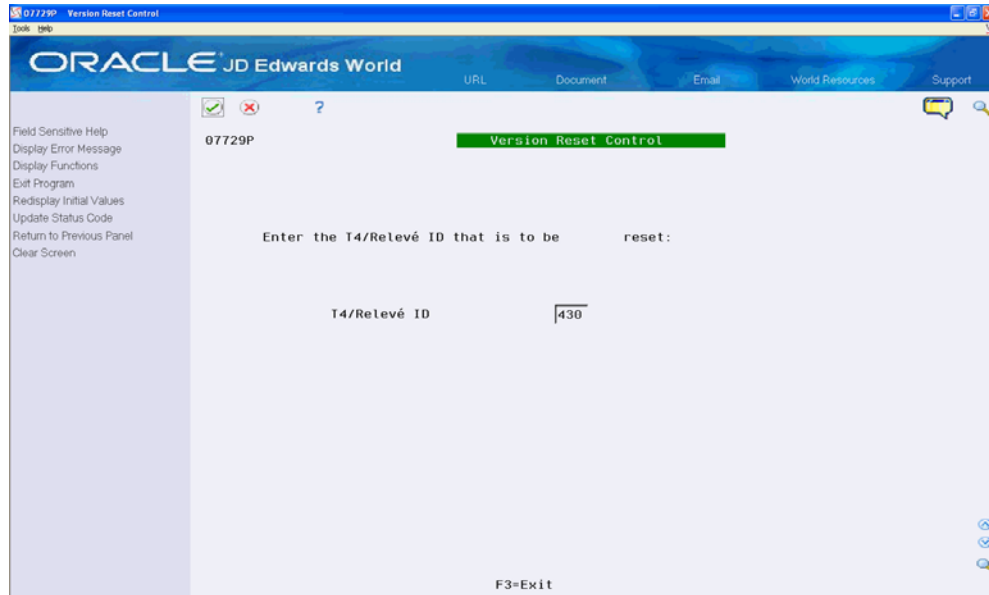 07729P Version Reset Control
Tools Help
ORACLE JD Edwards World
URL Document Email World Resources Support
?
Field Sensitive Help
Display Error Message
Display Functions
Exit Program
Redisplay Initial Values
Update Status Code
Return to Previous Panel
Clear Screen
07729P Version Reset Control
Enter the T4/Relevé ID that is to be reset:
T4/Relevé ID 430
F3=Exit